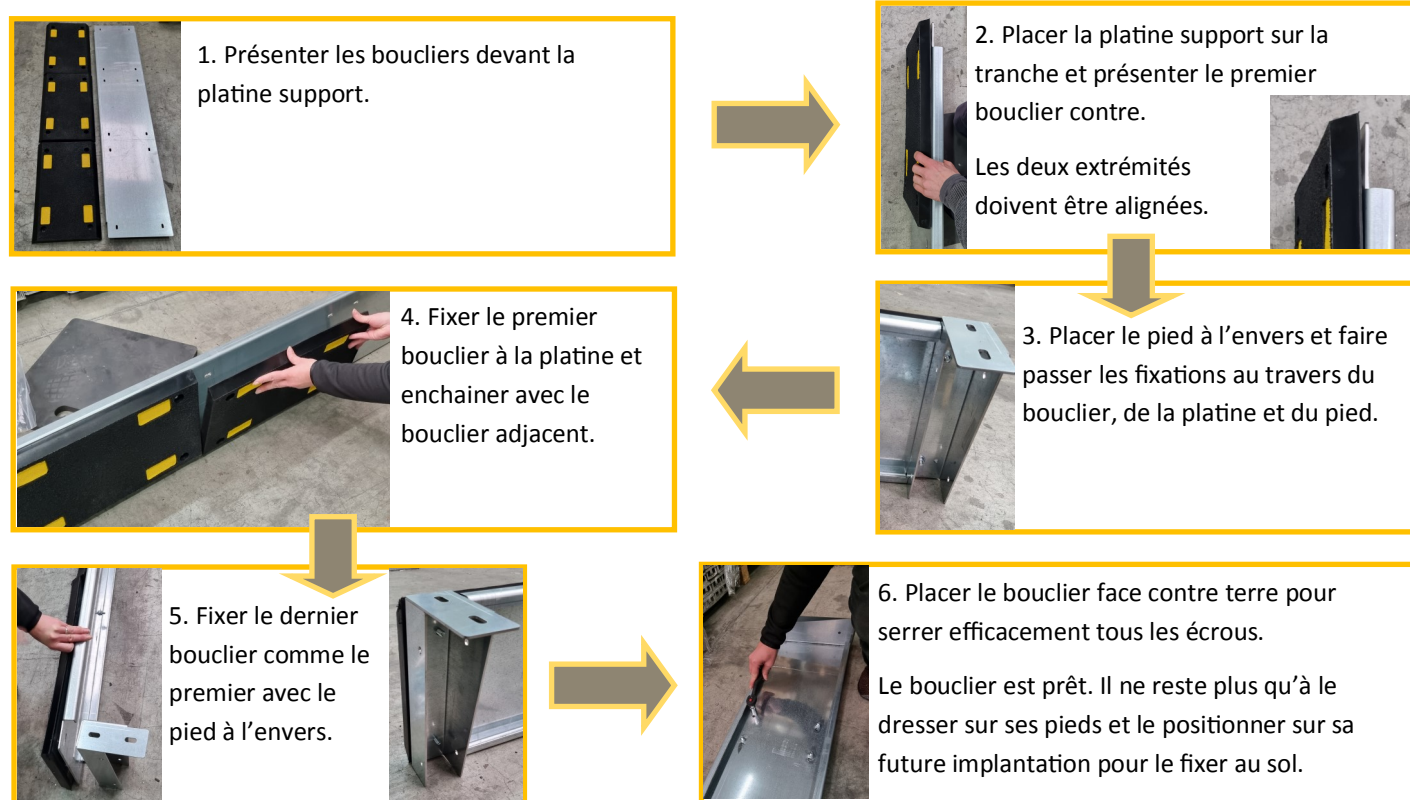 1. Présenter les boucliers devant la
platine support.
2. Placer la platine support sur la
tranche et présenter le premier
bouclier contre.
Les deux extrémités
doivent être alignées.
3. Placer le pied à l’envers et faire
passer les fixations au travers du
bouclier, de la platine et du pied.
4. Fixer le premier
bouclier à la platine et
enchainer avec le
bouclier adjacent.
5. Fixer le dernier
bouclier comme le
premier avec le
pied à l’envers.
6. Placer le bouclier face contre terre pour
serrer efficacement tous les écrous.
Le bouclier est prêt. Il ne reste plus qu’à le
dresser sur ses pieds et le positionner sur sa
future implantation pour le fixer au sol.